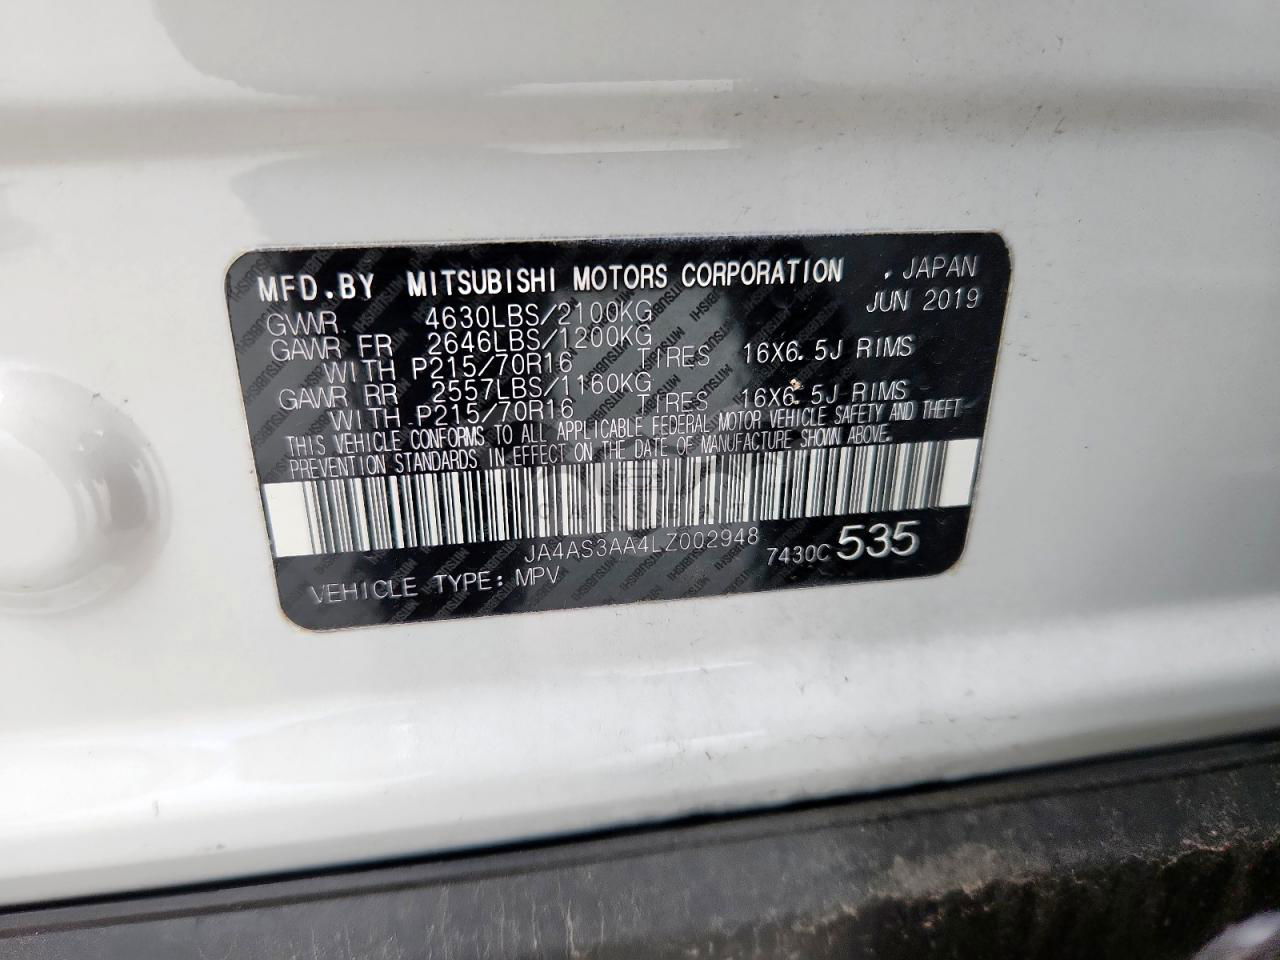 MFD.BY MITSUBISHI MOTORS CORPORATION . JAPAN
GVWR 4630LBS/2100KG JUN 2019
GAWR FR 2646LBS/1200KG
WITH P215/70R16 TIRES 16X6.5J RIMS
GAWR RR 2557LBS/1160KG
WITH P215/70R16 TIRES 16X6.5J RIMS
THIS VEHICLE CONFORMS TO ALL APPLICABLE FEDERAL MOTOR VEHICLE SAFETY AND THEFT
PREVENTION STANDARDS IN EFFECT ON THE DATE OF MANUFACTURE SHOWN ABOVE.
JA4AS3AA4LZ002948 7430C 535
VEHICLE TYPE: MPV